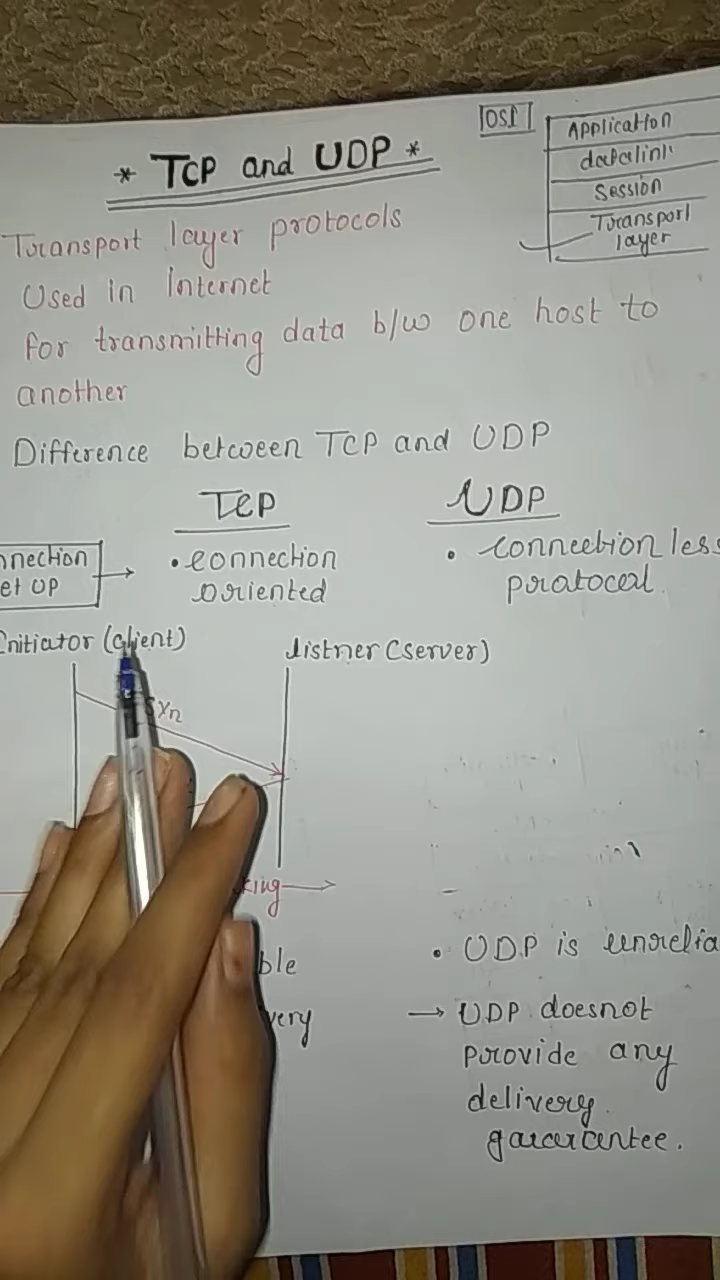 OSI
Application
datalink
Session
Transport
layer
* TCP and UDP *
Transport layer protocols
Used in Internet
for transmitting data b/w one host to
another
Difference between TCP and UDP
TCP
UDP
nnection
et UP
• connection
oriented
• connection less
protocol.
Initiator (client)
listner (server)
Syn
king
ble
very
• UDP is unrelia
→ UDP doesnot
provide any
delivery
gararantee.